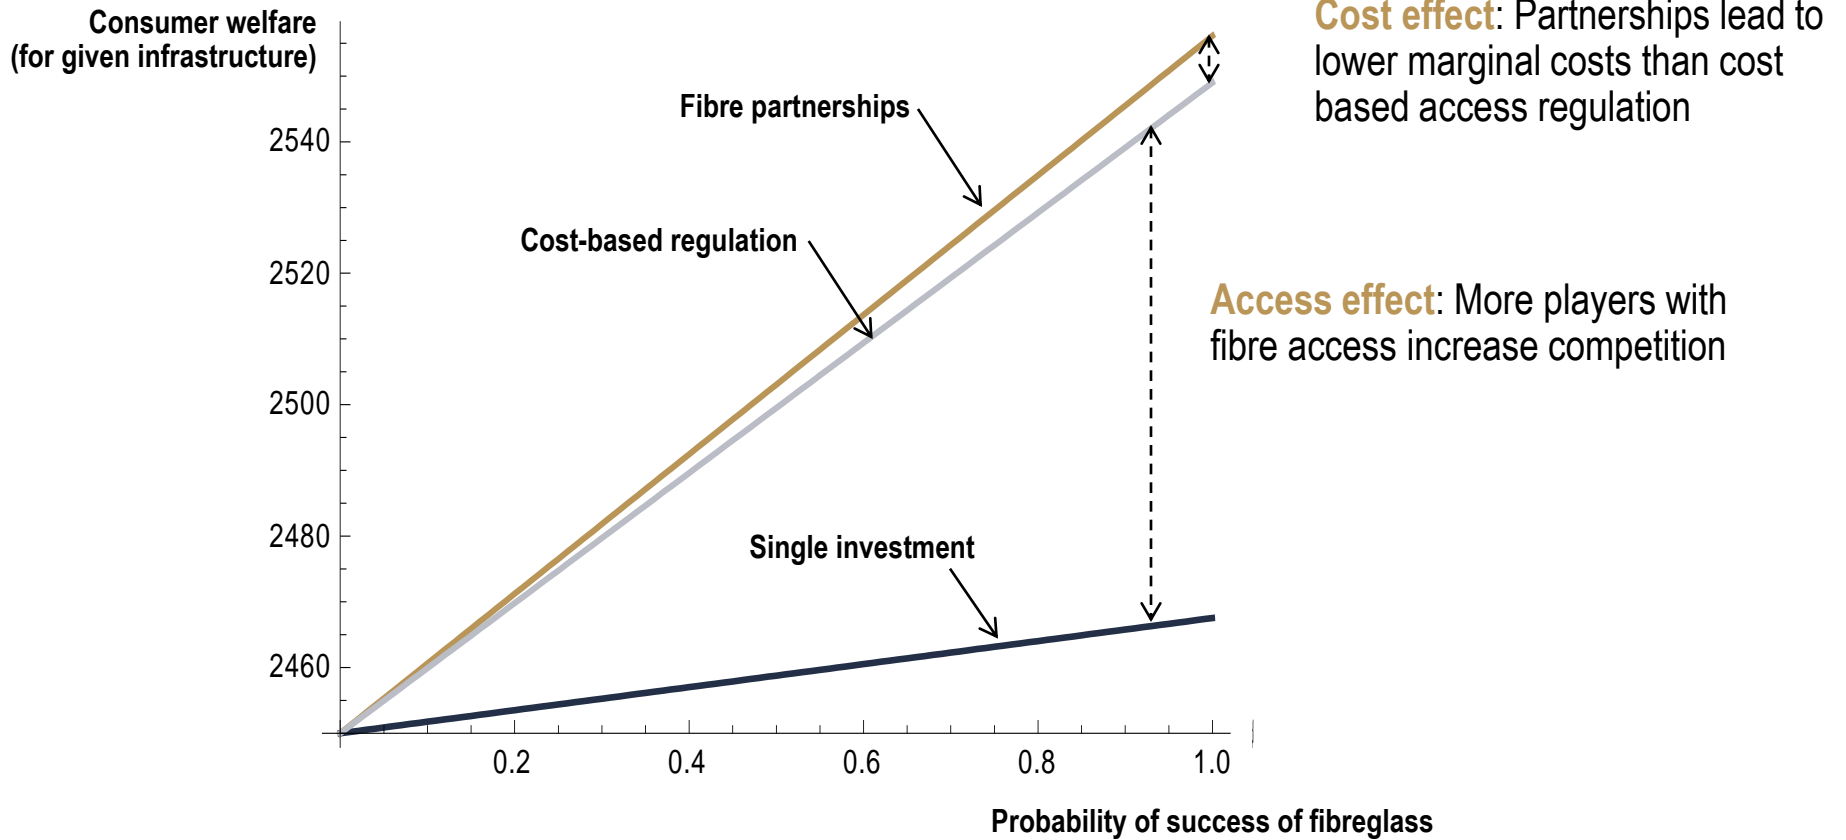 Consumer welfare
(for given infrastructure)
Cost effect: Partnerships lead to
lower marginal costs than cost
based access regulation
Fibre partnerships
2540
Cost-based regulation
2520
Access effect: More players with
fibre access increase competition
2500
2480
Single investment
2460
0.2
0.4
0.6
0.8
1.0
Probability of success of fibreglass